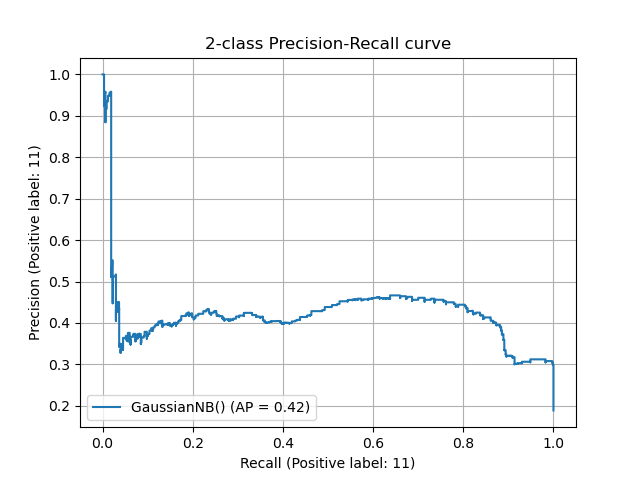 2-class Precision-Recall curve
Precision (Positive label: 11)
1.0
0.9
0.8
0.7
0.6
0.5
0.4
0.3
0.2
GaussianNB() (AP = 0.42)
0.0 0.2 0.4 0.6 0.8 1.0
Recall (Positive label: 11)